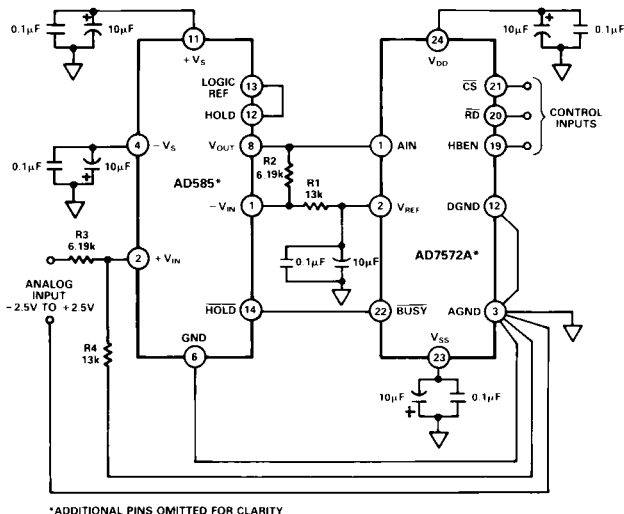 0.1µF
10µF
11
+VS
LOGIC
REF
13
HOLD
12
4
– VS
VOUT
8
0.1µF
10µF
AD585*
R2
6.19k
R1
13k
– VIN
1
R3
6.19k
2
+ VIN
ANALOG
INPUT
–2.5V TO +2.5V
R4
13k
HOLD
14
GND
6
0.1µF
10µF
10µF
0.1µF
24
VDD
CS
21
RD
20
HBEN
19
CONTROL
INPUTS
1
AIN
2
VREF
DGND
12
AD7572A*
22
BUSY
AGND
3
VSS
23
10µF
0.1µF
*ADDITIONAL PINS OMITTED FOR CLARITY